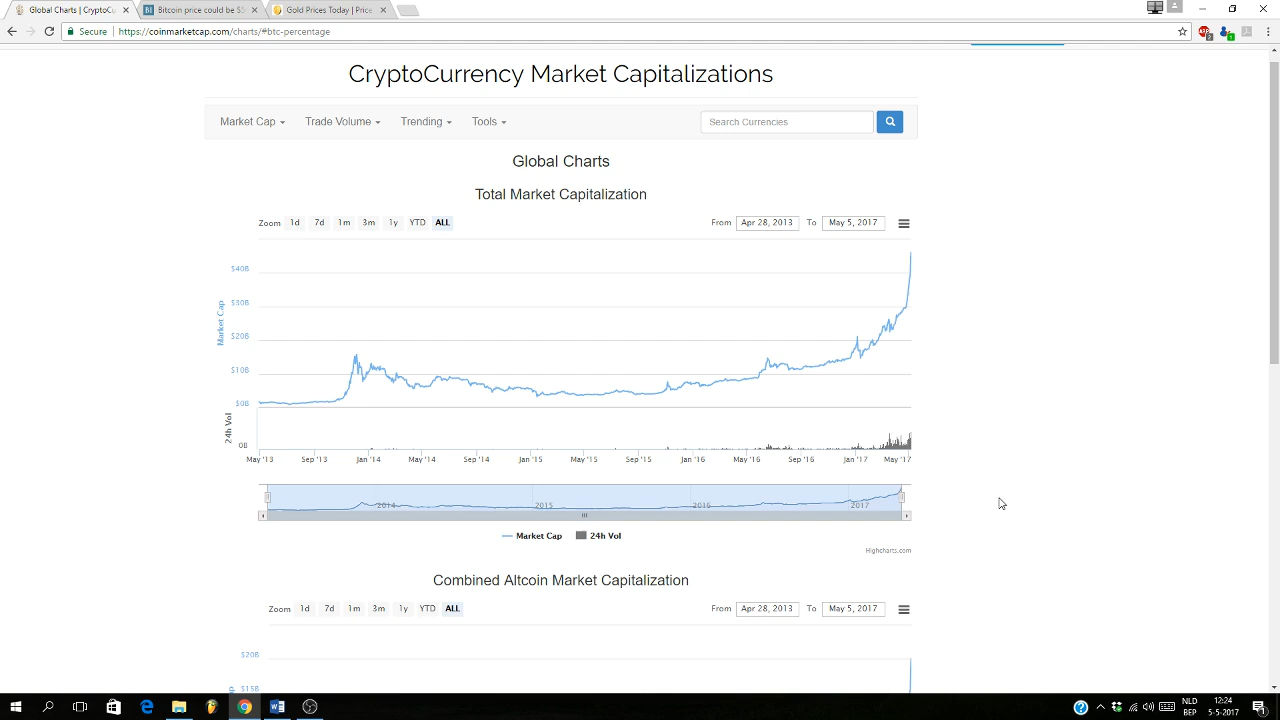 Global Charts | CryptoCu
Bitcoin price could be $5
Gold Prices Today | Price
Secure
https://coinmarketcap.com/charts/#btc-percentage
CryptoCurrency Market Capitalizations
Market Cap
Trade Volume
Trending
Tools
Search Currencies
Global Charts
Total Market Capitalization
Zoom 1d 7d 1m 3m 1y YTD ALL
From Apr 28, 2013 To May 5, 2017
$40B
$30B
$20B
$10B
$0B
Market Cap
24h Vol
0B
May '13 Sep '13 Jan '14 May '14 Sep '14 Jan '15 May '15 Sep '15 Jan '16 May '16 Sep '16 Jan '17 May '17
2014 2015 2016 2017
Market Cap 24h Vol
Highcharts.com
Combined Altcoin Market Capitalization
Zoom 1d 7d 1m 3m 1y YTD ALL
From Apr 28, 2013 To May 5, 2017
$20B
$15B
NLD 12:24
BEP 5-5-2017